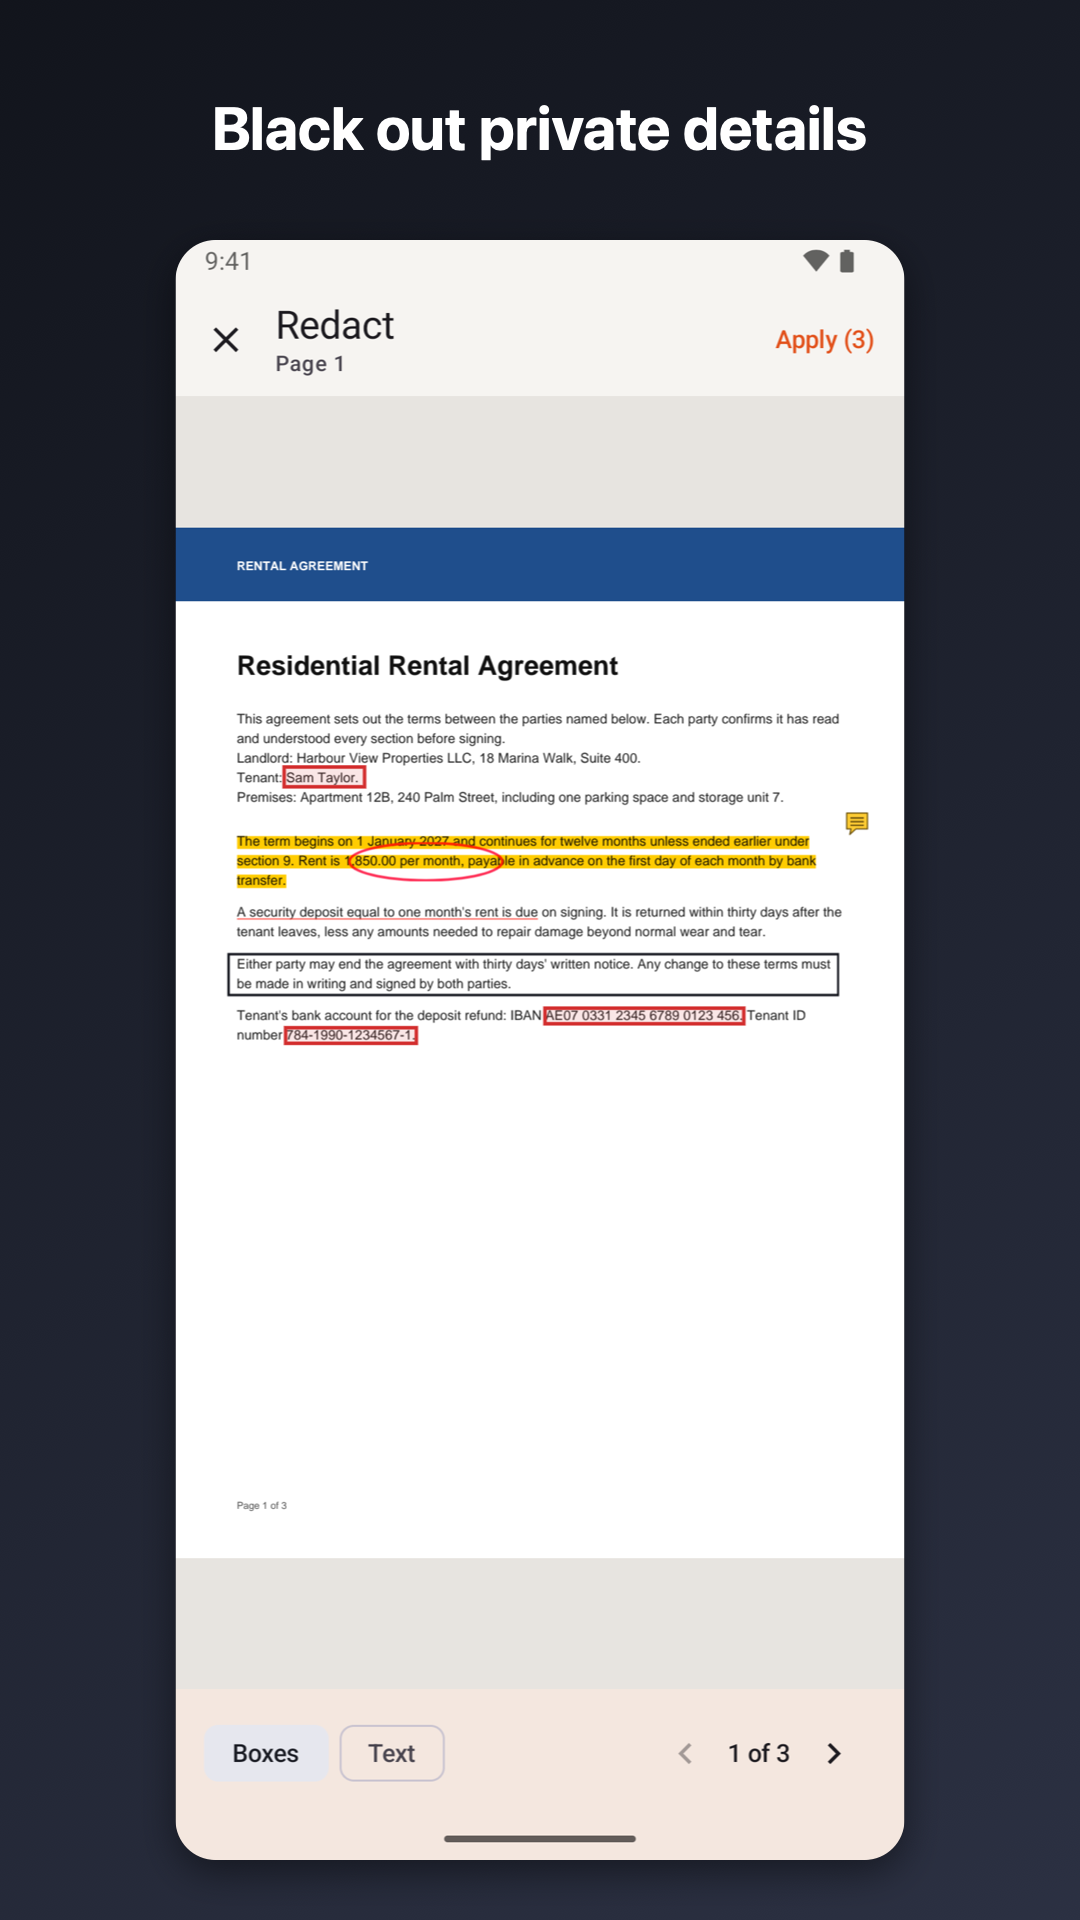 Black out private details
9:41
Redact
Page 1
Apply (3)
RENTAL AGREEMENT
Residential Rental Agreement
This agreement sets out the terms between the parties named below. Each party confirms it has read
and understood every section before signing.
Landlord: Harbour View Properties LLC, 18 Marina Walk, Suite 400.
Tenant: Sam Taylor.
Premises: Apartment 12B, 240 Palm Street, including one parking space and storage unit 7.
The term begins on 1 January 2027 and continues for twelve months unless ended earlier under
section 9. Rent is 1,850.00 per month, payable in advance on the first day of each month by bank
transfer.
A security deposit equal to one month's rent is due on signing. It is returned within thirty days after the
tenant leaves, less any amounts needed to repair damage beyond normal wear and tear.
Either party may end the agreement with thirty days' written notice. Any change to these terms must
be made in writing and signed by both parties.
Tenant's bank account for the deposit refund: IBAN AE07 0331 2345 6789 0123 456. Tenant ID
number 784-1990-1234567-1.
Page 1 of 3
Boxes
Text
1 of 3